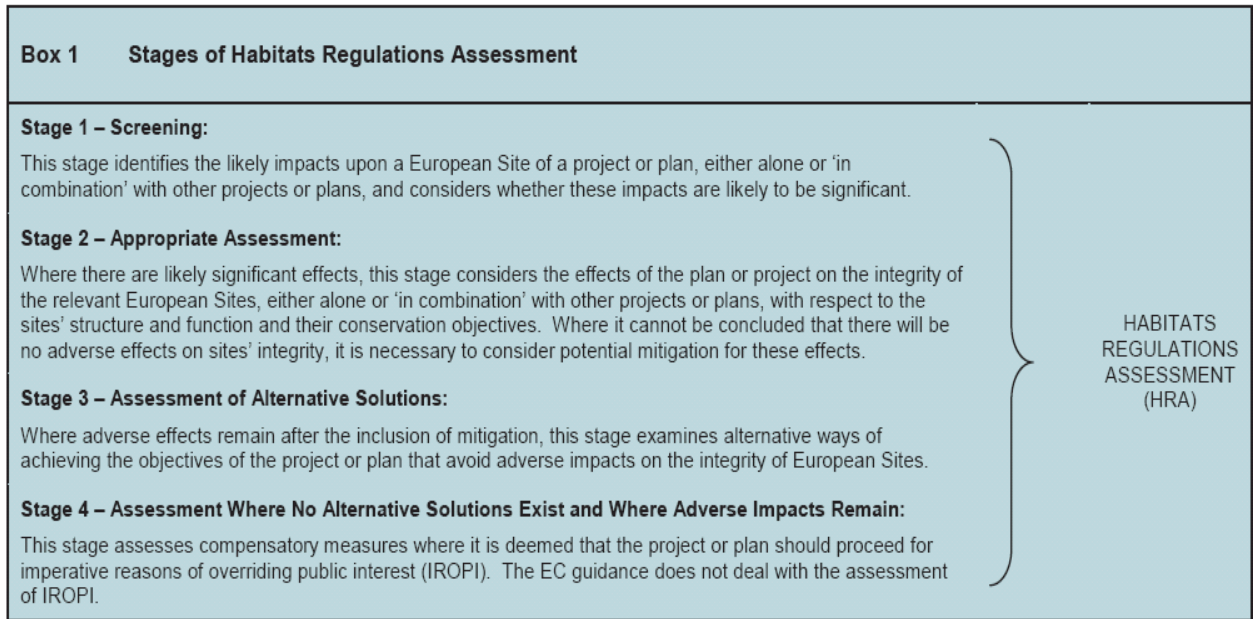 Box 1 Stages of Habitats Regulations Assessment
Stage 1 – Screening:
This stage identifies the likely impacts upon a European Site of a project or plan, either alone or ‘in
combination’ with other projects or plans, and considers whether these impacts are likely to be significant.
Stage 2 – Appropriate Assessment:
Where there are likely significant effects, this stage considers the effects of the plan or project on the integrity of
the relevant European Sites, either alone or ‘in combination’ with other projects or plans, with respect to the
sites’ structure and function and their conservation objectives. Where it cannot be concluded that there will be
no adverse effects on sites’ integrity, it is necessary to consider potential mitigation for these effects.
Stage 3 – Assessment of Alternative Solutions:
Where adverse effects remain after the inclusion of mitigation, this stage examines alternative ways of
achieving the objectives of the project or plan that avoid adverse impacts on the integrity of European Sites.
Stage 4 – Assessment Where No Alternative Solutions Exist and Where Adverse Impacts Remain:
This stage assesses compensatory measures where it is deemed that the project or plan should proceed for
imperative reasons of overriding public interest (IROPI). The EC guidance does not deal with the assessment
of IROPI.
HABITATS
REGULATIONS
ASSESSMENT
(HRA)